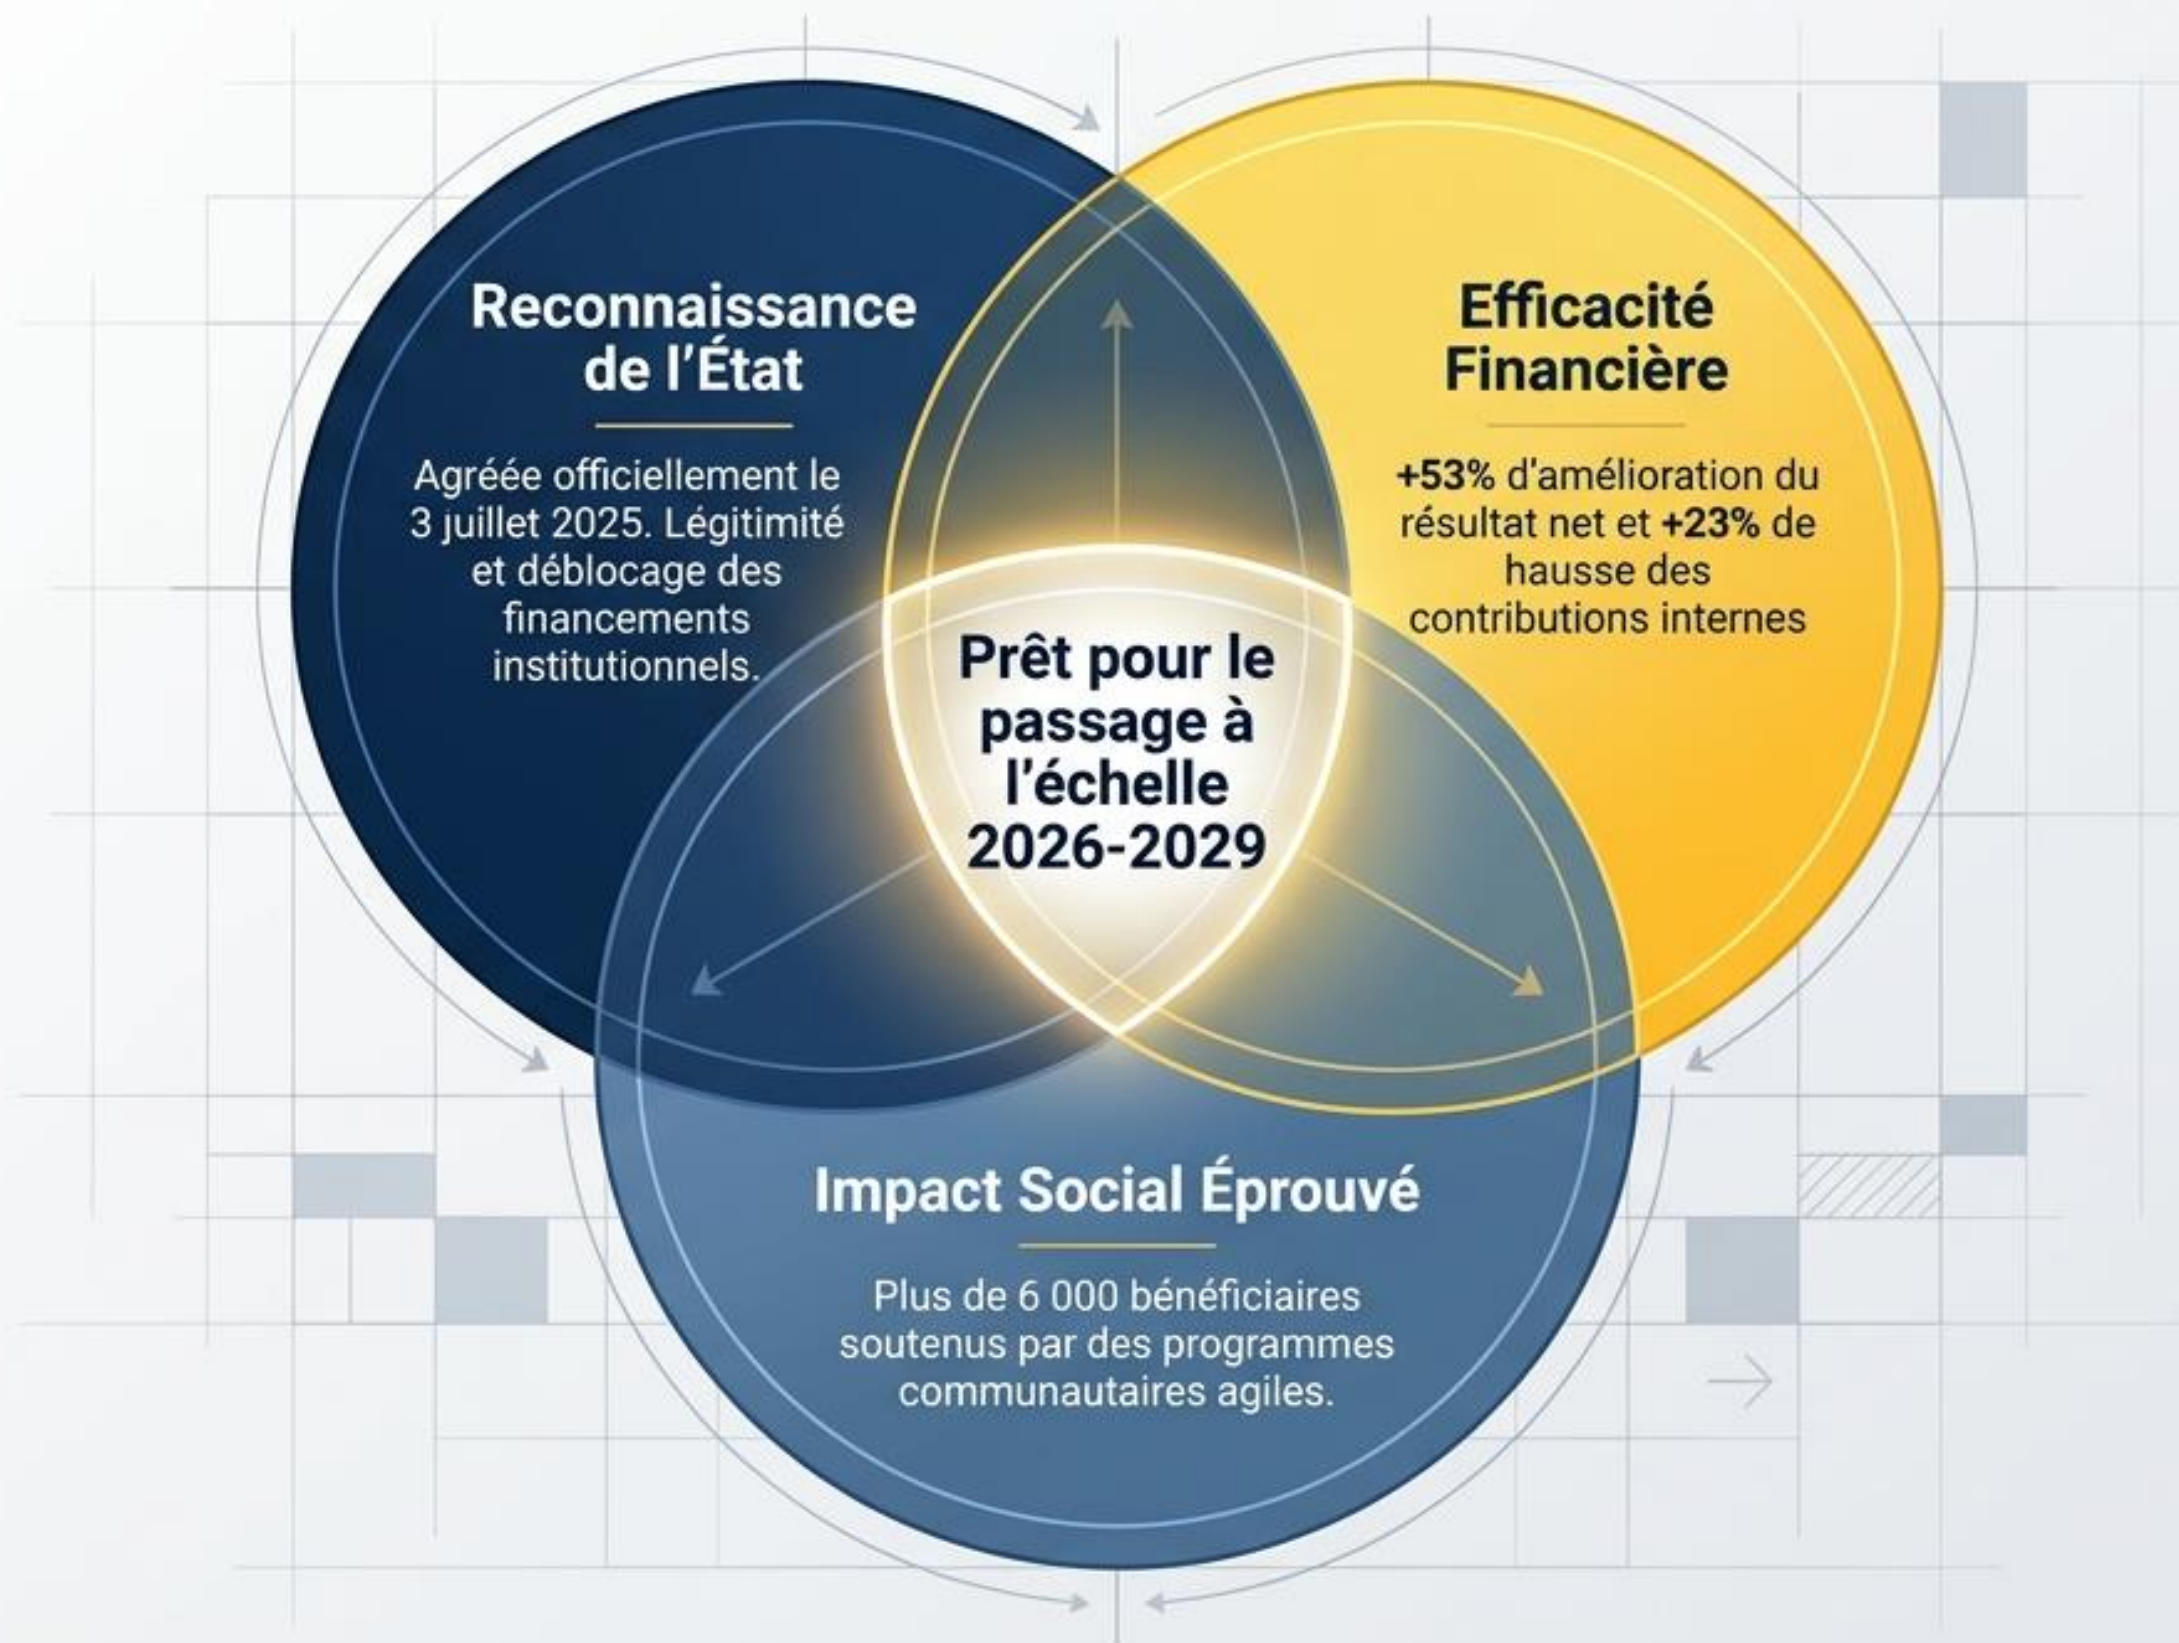 Reconnaissance
de l'État
Agréée officiellement le
3 juillet 2025. Légitimité
et déblocage des
financements
institutionnels.
Efficacité
Financière
+53% d'amélioration du
résultat net et +23% de
hausse des
contributions internes
Prêt pour le
passage à
l'échelle
2026-2029
Impact Social Éprouvé
Plus de 6 000 bénéficiaires
soutenus par des programmes
communautaires agiles.